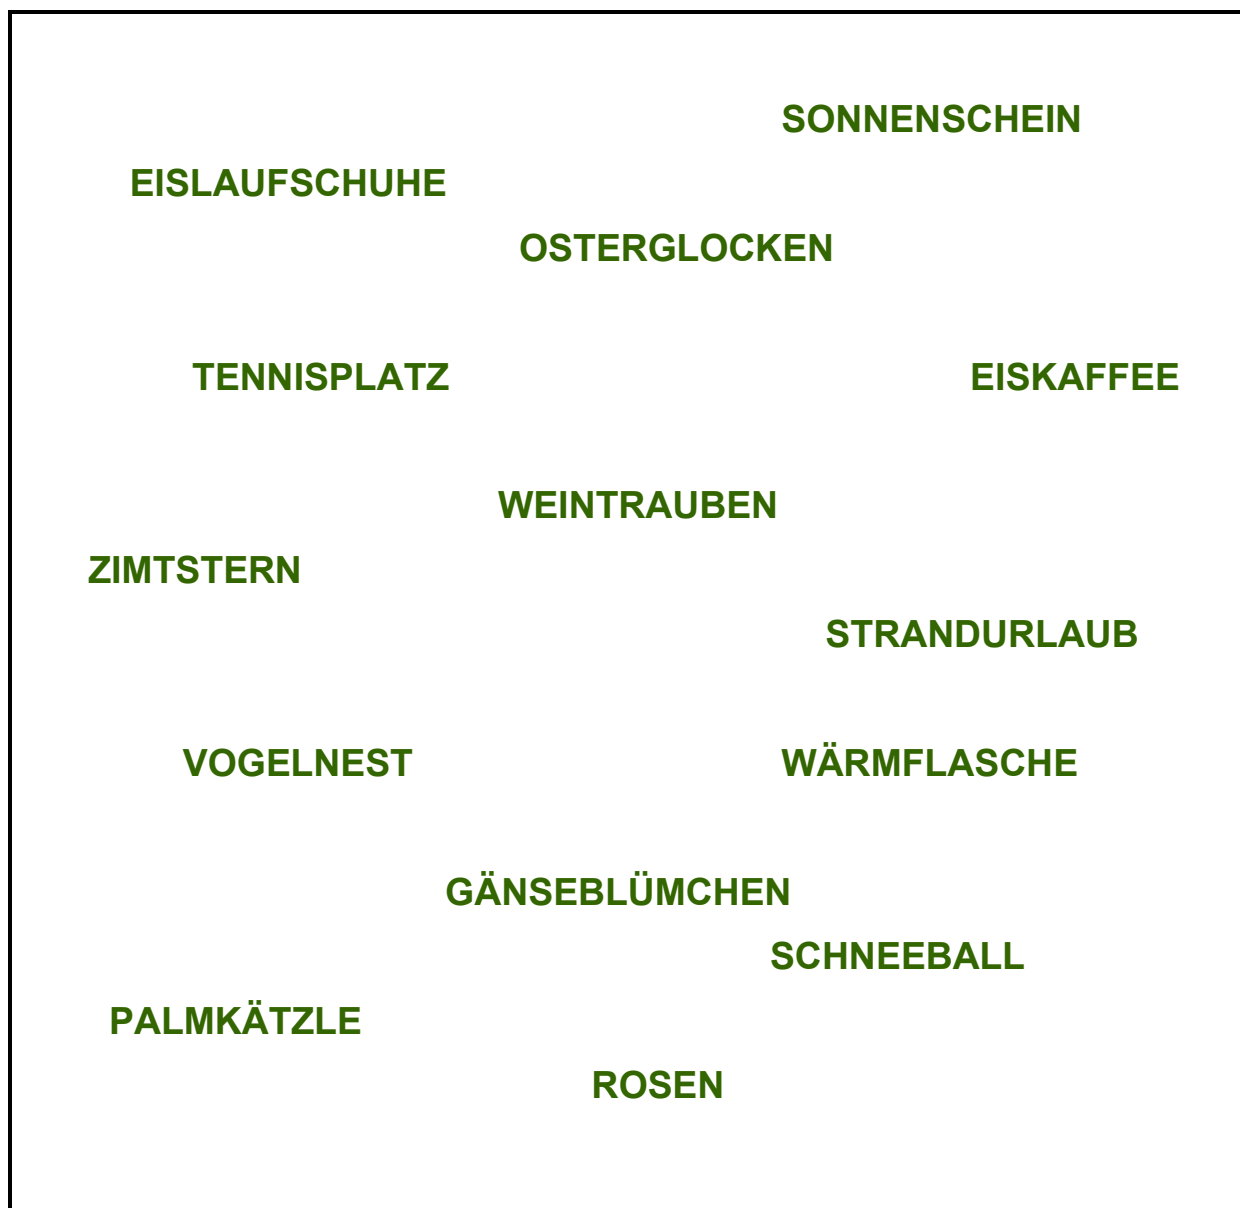 SONNENSCHEIN
EISLAUFSCHUHE
OSTERGLOCKEN
TENNISPLATZ EISKAFFEE
WEINTRAUBEN
ZIMTSTERN
STRANDURLAUB
VOGELNEST WÄRMFLASCHE
GÄNSEBLÜMCHEN
SCHNEEBALL
PALMKÄTZLE
ROSEN